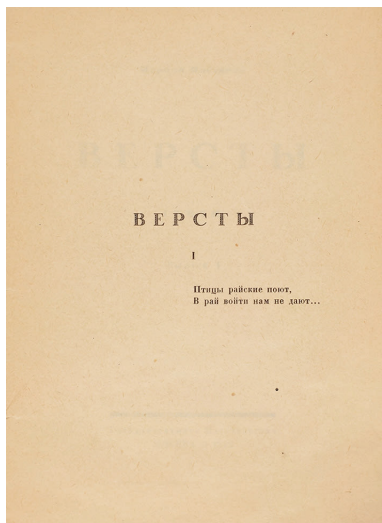 ВЕРСТЫ
I
Птицы райские поют,
В рай войти нам не дают...